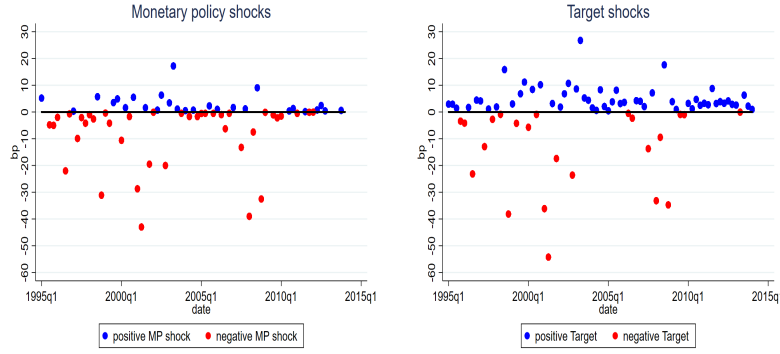 Monetary policy shocks
30
20
10
0
-10
-20
-30
-40
-50
-60
bp
1995q1 2000q1 2005q1 2010q1 2015q1
date
positive MP shock negative MP shock
Target shocks
30
20
10
0
-10
-20
-30
-40
-50
-60
bp
1995q1 2000q1 2005q1 2010q1 2015q
date
positive Target negative Target